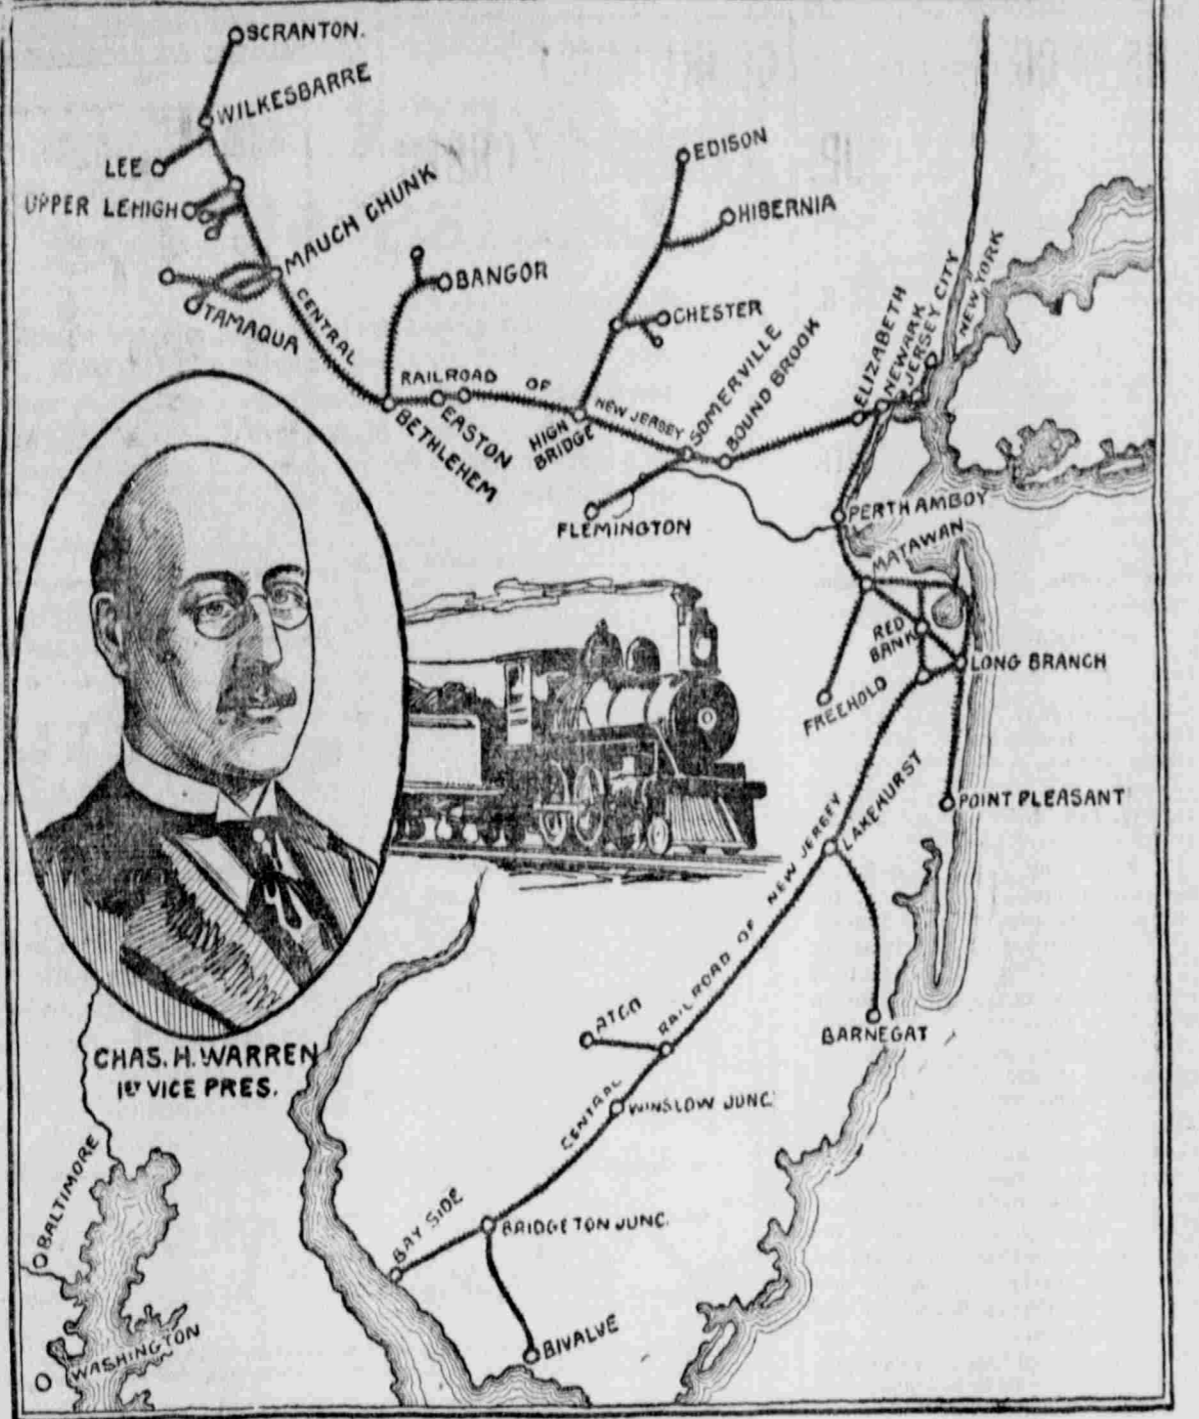 SCRANTON.
WILKESBARRE
LEE
UPPER LEHIGH
MAUCH CHUNK
TAMAQUA
BANGOR
EDISON
HIBERNIA
CHESTER
CENTRAL
RAILROAD OF
NEW JERSEY
BETHLEHEM
EASTON
HIGH
BRIDGE
SOMERVILLE
BOUND BROOK
FLEMINGTON
ELIZABETH
NEWARK
JERSEY CITY
NEW YORK
PERTH AMBOY
MATAWAN
RED
BANK
LONG BRANCH
FREEHOLD
POINT PLEASANT
LAKEHURST
BARNEGAT
CENTRAL RAILROAD OF NEW JERSEY
ATCO
WINSLOW JUNC.
BRIDGETON JUNC.
BAY SIDE
BIVALVE
CHAS. H. WARREN
1ST VICE PRES.
BALTIMORE
WASHINGTON